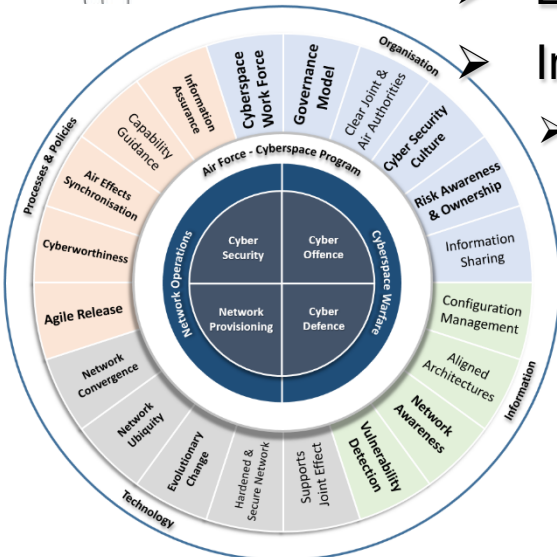 Organisation
Cyberspace
Work Force
Governance
Model
Clear Joint &
Air Authorities
Cyber Security
Culture
Risk Awareness
& Ownership
Information
Sharing
Information
Configuration
Management
Aligned
Architectures
Network
Awareness
Vulnerability
Detection
Technology
Supports
Joint Effect
Hardened &
Secure Network
Evolutionary
Change
Network
Ubiquity
Network
Convergence
Processes & Policies
Agile Release
Cyberworthiness
Air Effects
Synchronisation
Capability
Guidance
Information
Assurance
Air Force - Cyberspace Program
Network Operations
Cyberspace Warfare
Cyber
Security
Cyber
Offence
Network
Provisioning
Cyber
Defence